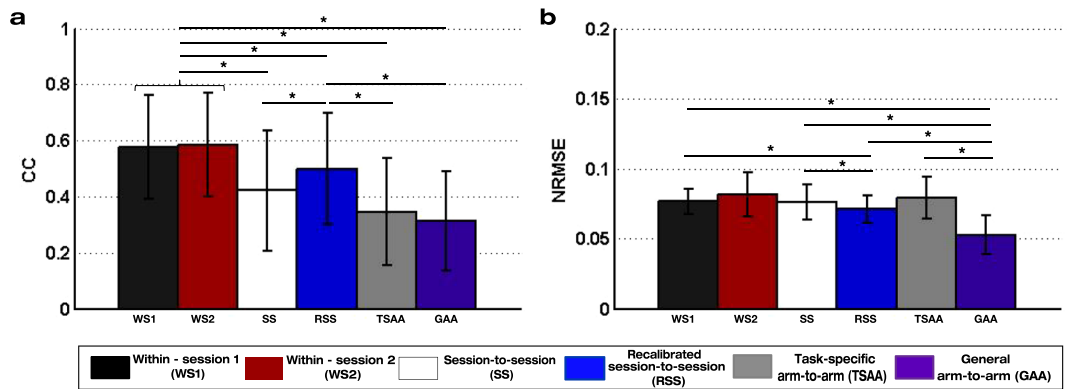 a
CC
1
0.8
0.6
0.4
0.2
0
*
*
*
*
*
*
*
WS1 WS2 SS RSS TSAA GAA
b
NRMSE
0.2
0.15
0.1
0.05
0
*
*
*
*
*
*
WS1 WS2 SS RSS TSAA GAA
Within - session 1
(WS1)
Within - session 2
(WS2)
Session-to-session
(SS)
Recalibrated
session-to-session
(RSS)
Task-specific
arm-to-arm (TSAA)
General
arm-to-arm (GAA)